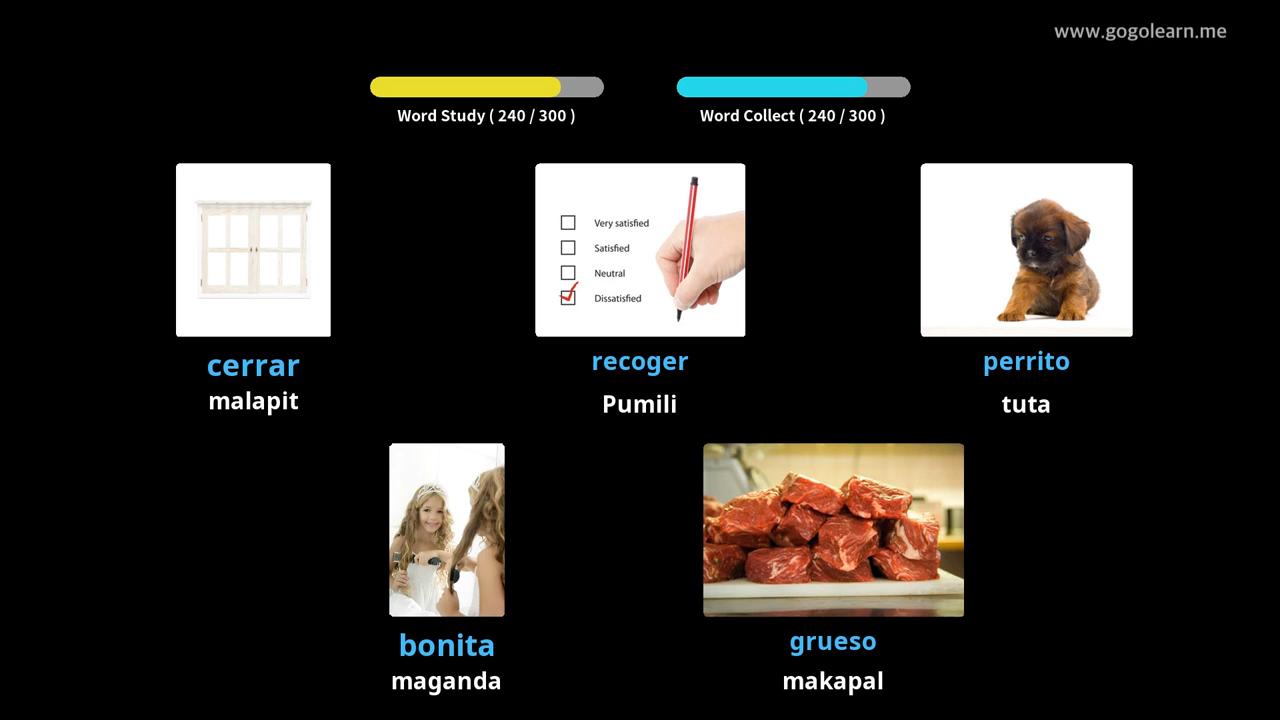 www.gogolearn.me
Word Study ( 240 / 300 )
Word Collect ( 240 / 300 )
Very satisfied
Satisfied
Neutral
Dissatisfied
cerrar
malapit
recoger
Pumili
perrito
tuta
bonita
maganda
grueso
makapal